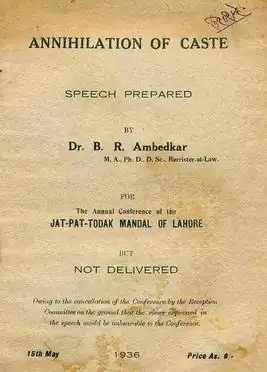 ANNIHILATION OF CASTE
SPEECH PREPARED
BY
Dr. B. R. Ambedkar
M. A., Ph. D., D. Sc., Barrister-at-Law.
FOR
The Annual Conference of the
JAT-PAT-TODAK MANDAL OF LAHORE
BUT
NOT DELIVERED
Owing to the cancellation of the Conference by the Reception
Committee on the ground that the views expressed in
the speech would be unbearable to the Conference.
15th May 1936 Price As. 8/-